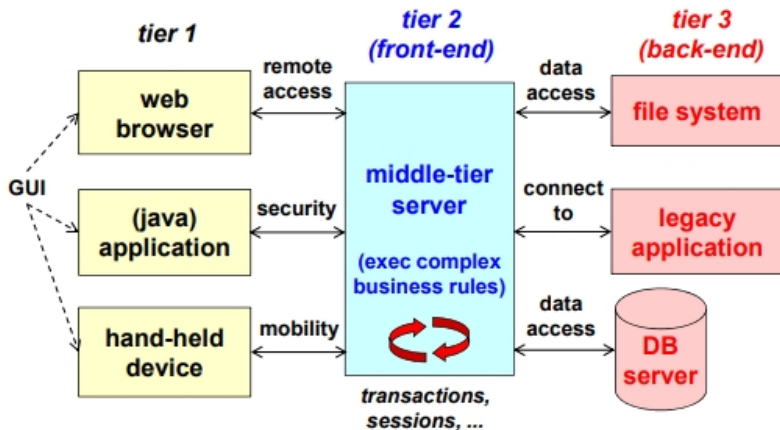 tier 1
tier 2
(front-end)
tier 3
(back-end)
web
browser
remote
access
data
access
file system
GUI
(java)
application
security
middle-tier
server
(exec complex
business rules)
connect
to
legacy
application
hand-held
device
mobility
data
access
DB
server
transactions,
sessions, ...